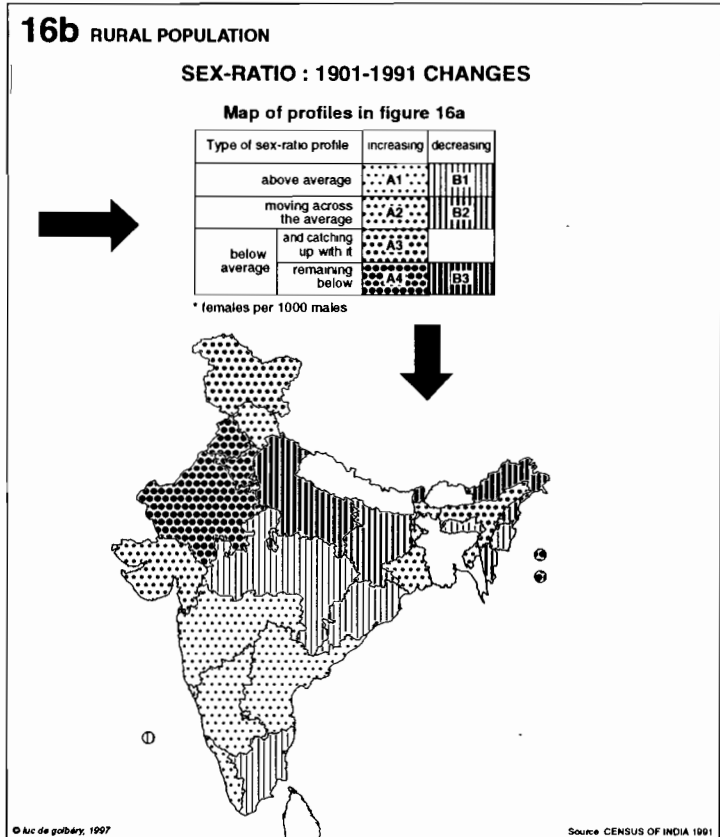 16b RURAL POPULATION
SEX-RATIO : 1901-1991 CHANGES
Map of profiles in figure 16a
Type of sex-ratio profile increasing decreasing
above average A1 B1
moving across the average A2 B2
below average and catching up with it A3
remaining below A4 B3
* females per 1000 males
© luc de golbéry, 1997 Source CENSUS OF INDIA 1991